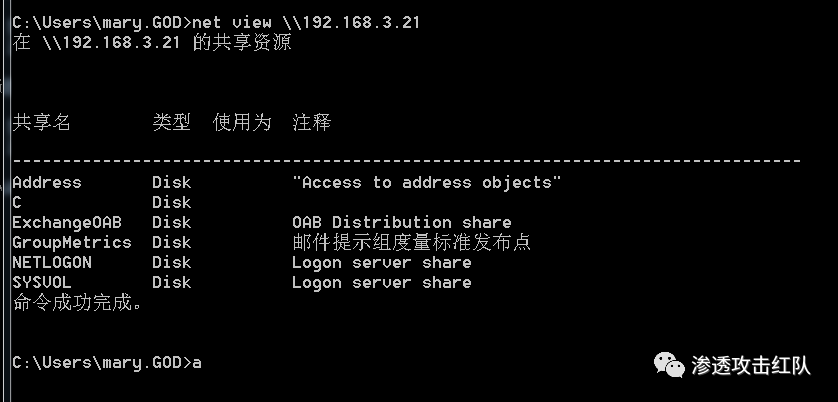 C:\Users\mary.GOD>net view \\192.168.3.21
在 \\192.168.3.21 的共享资源
共享名 类型 使用为 注释
-------------------------------------------------------------------------------
Address Disk "Access to address objects"
C Disk
ExchangeOAB Disk OAB Distribution share
GroupMetrics Disk 邮件提示组度量标准发布点
NETLOGON Disk Logon server share
SYSVOL Disk Logon server share
命令成功完成。
C:\Users\mary.GOD>a
渗透攻击红队